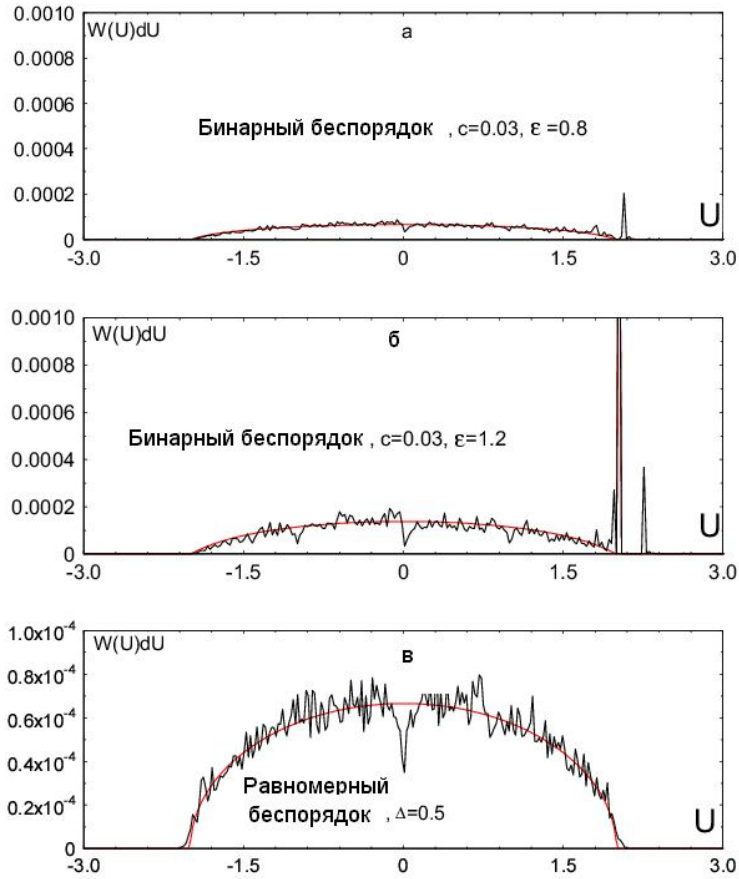 0.0010
W(U)dU
а
0.0008
0.0006
Бинарный беспорядок , c=0.03, ε =0.8
0.0004
0.0002
U
0
-3.0 -1.5 0 1.5 3.0
0.0010
W(U)dU
б
0.0008
0.0006
Бинарный беспорядок , c=0.03, ε=1.2
0.0004
0.0002
U
0
-3.0 -1.5 0 1.5 3.0
1.0x10-4
W(U)dU
в
0.8x10-4
0.6x10-4
0.4x10-4
Равномерный
беспорядок , Δ=0.5
0.2x10-4
U
0
-3.0 -1.5 0 1.5 3.0